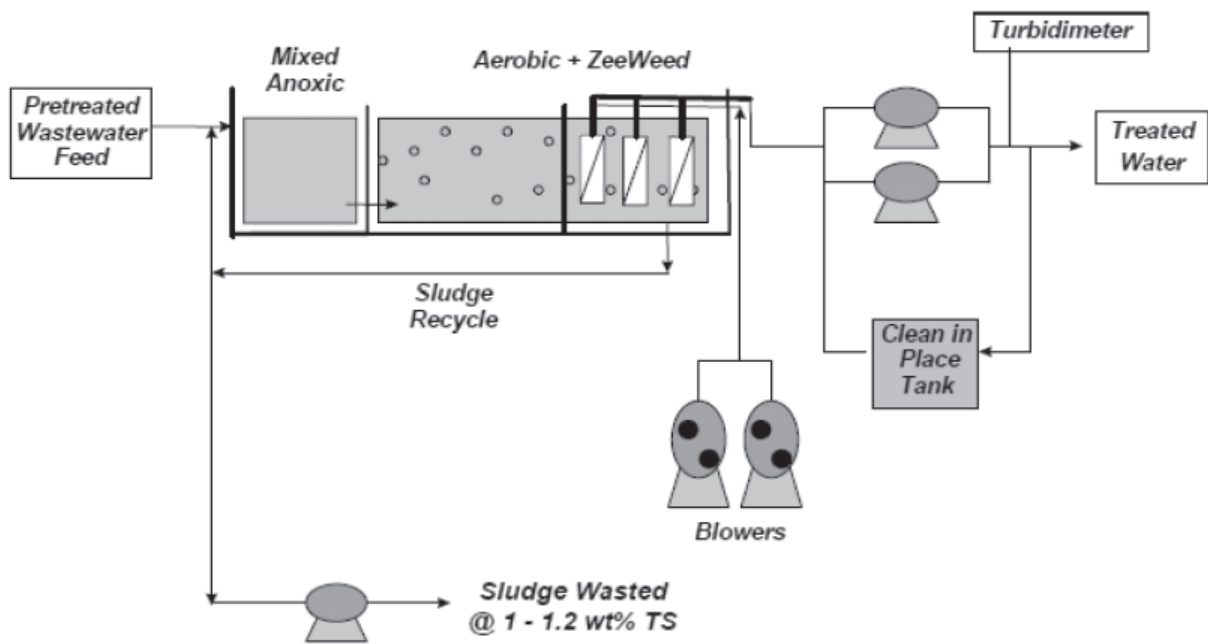 Turbidimeter
Mixed
Anoxic
Aerobic + ZeeWeed
Pretreated
Wastewater
Feed
Treated
Water
Sludge
Recycle
Clean in
Place
Tank
Blowers
Sludge Wasted
@ 1 - 1.2 wt% TS